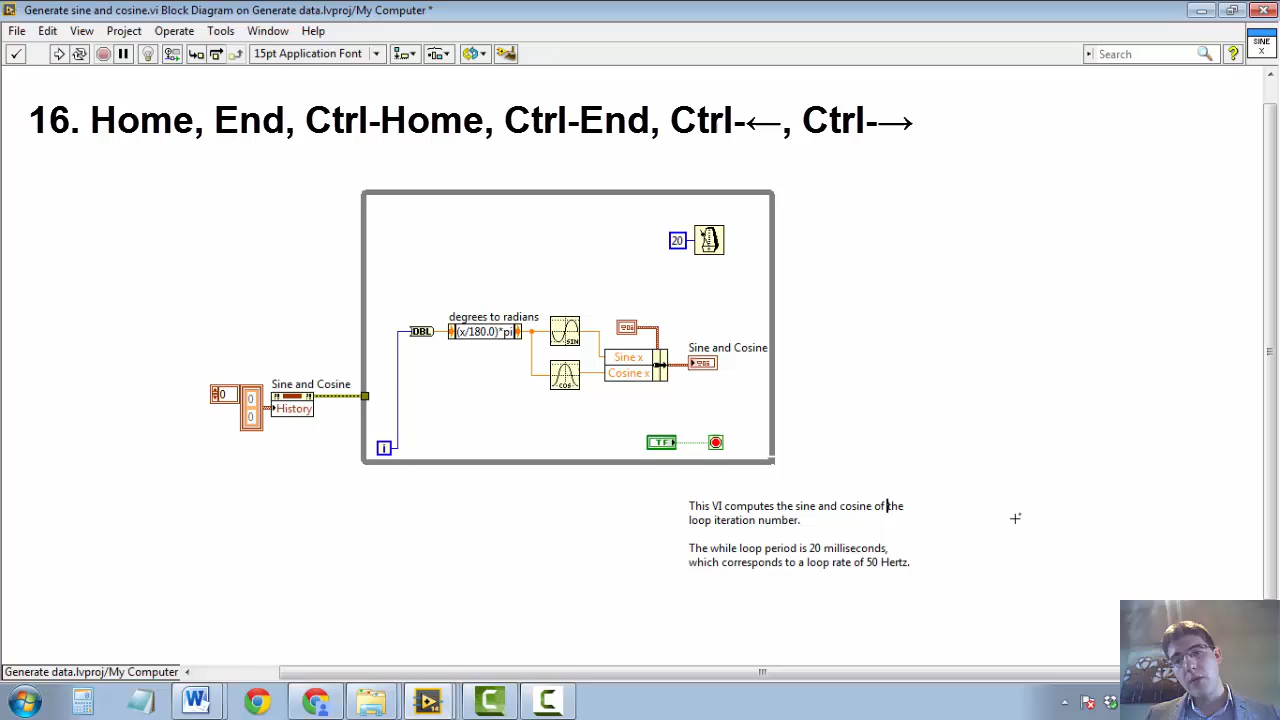 Generate sine and cosine.vi Block Diagram on Generate data.lvproj/My Computer *
File Edit View Project Operate Tools Window Help
15pt Application Font
Search
?
SINE
X
16. Home, End, Ctrl-Home, Ctrl-End, Ctrl-←, Ctrl-→
20
degrees to radians
DBL
(x/180.0)*pi
SIN
COS
Sine x
Cosine x
Sine and Cosine
Sine and Cosine
History
0
0
0
i
TF
This VI computes the sine and cosine of the
loop iteration number.
The while loop period is 20 milliseconds,
which corresponds to a loop rate of 50 Hertz.
Generate data.lvproj/My Computer